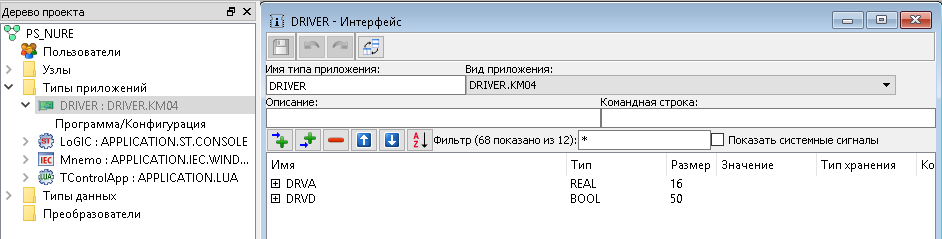 Дерево проекта
PS_NURE
Пользователи
Узлы
Типы приложений
DRIVER : DRIVER.KM04
Программа/Конфигурация
LoGIC : APPLICATION.ST.CONSOLE
Mnemo : APPLICATION.IEC.WIND...
TControlApp : APPLICATION.LUA
Типы данных
Преобразователи
DRIVER - Интерфейс
Имя типа приложения: Вид приложения:
DRIVER DRIVER.KM04
Описание: Командная строка:
Фильтр (68 показано из 12): * Показать системные сигналы
Имя Тип Размер Значение Тип хранения Ко
DRVA REAL 16
DRVD BOOL 50